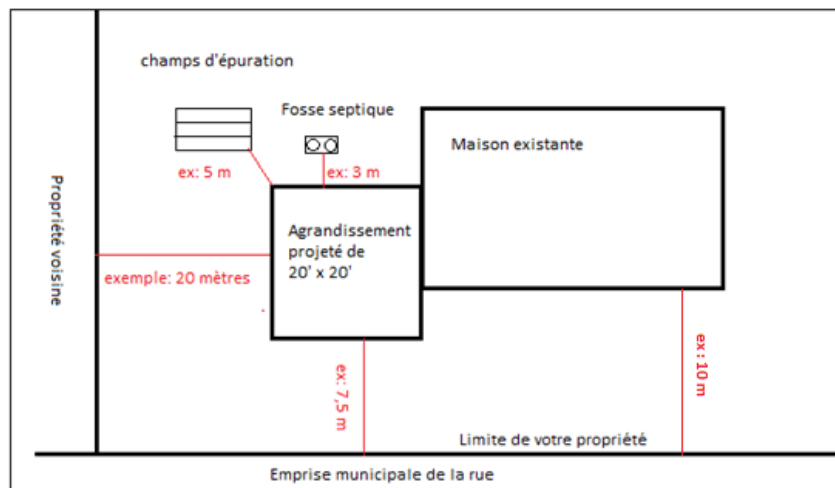 champs d'épuration
Fosse septique
Maison existante
ex: 5 m
ex: 3 m
Propriété voisine
Agrandissement
projeté de
20' x 20'
exemple: 20 mètres
ex: 7,5 m
ex : 10 m
Limite de votre propriété
Emprise municipale de la rue